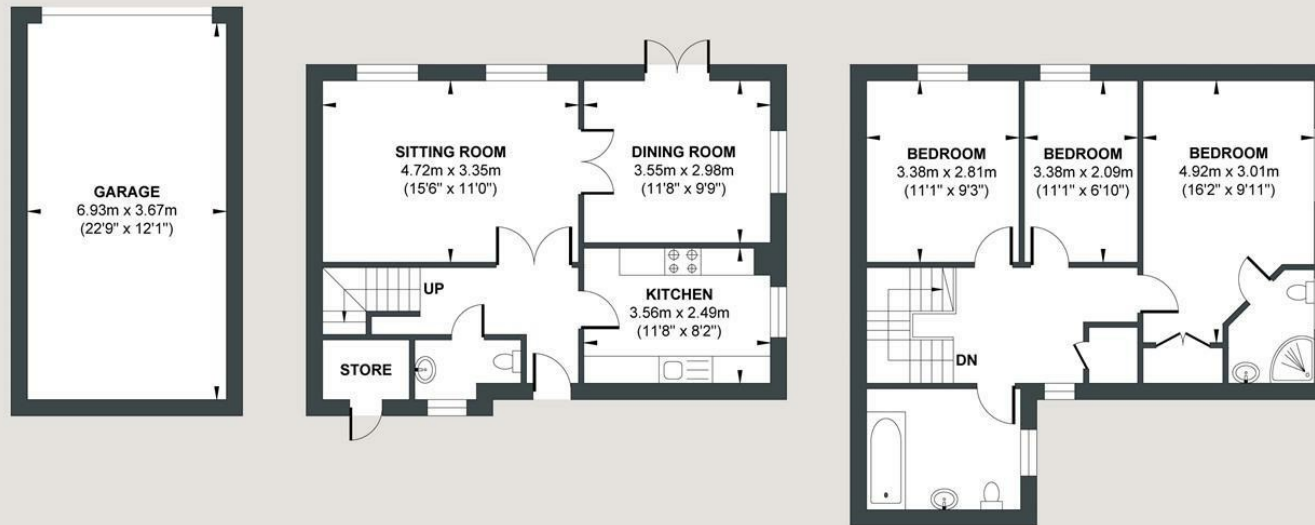 GARAGE
6.93m x 3.67m
(22'9" x 12'1")
SITTING ROOM
4.72m x 3.35m
(15'6" x 11'0")
DINING ROOM
3.55m x 2.98m
(11'8" x 9'9")
UP
KITCHEN
3.56m x 2.49m
(11'8" x 8'2")
STORE
BEDROOM
3.38m x 2.81m
(11'1" x 9'3")
BEDROOM
3.38m x 2.09m
(11'1" x 6'10")
BEDROOM
4.92m x 3.01m
(16'2" x 9'11")
DN